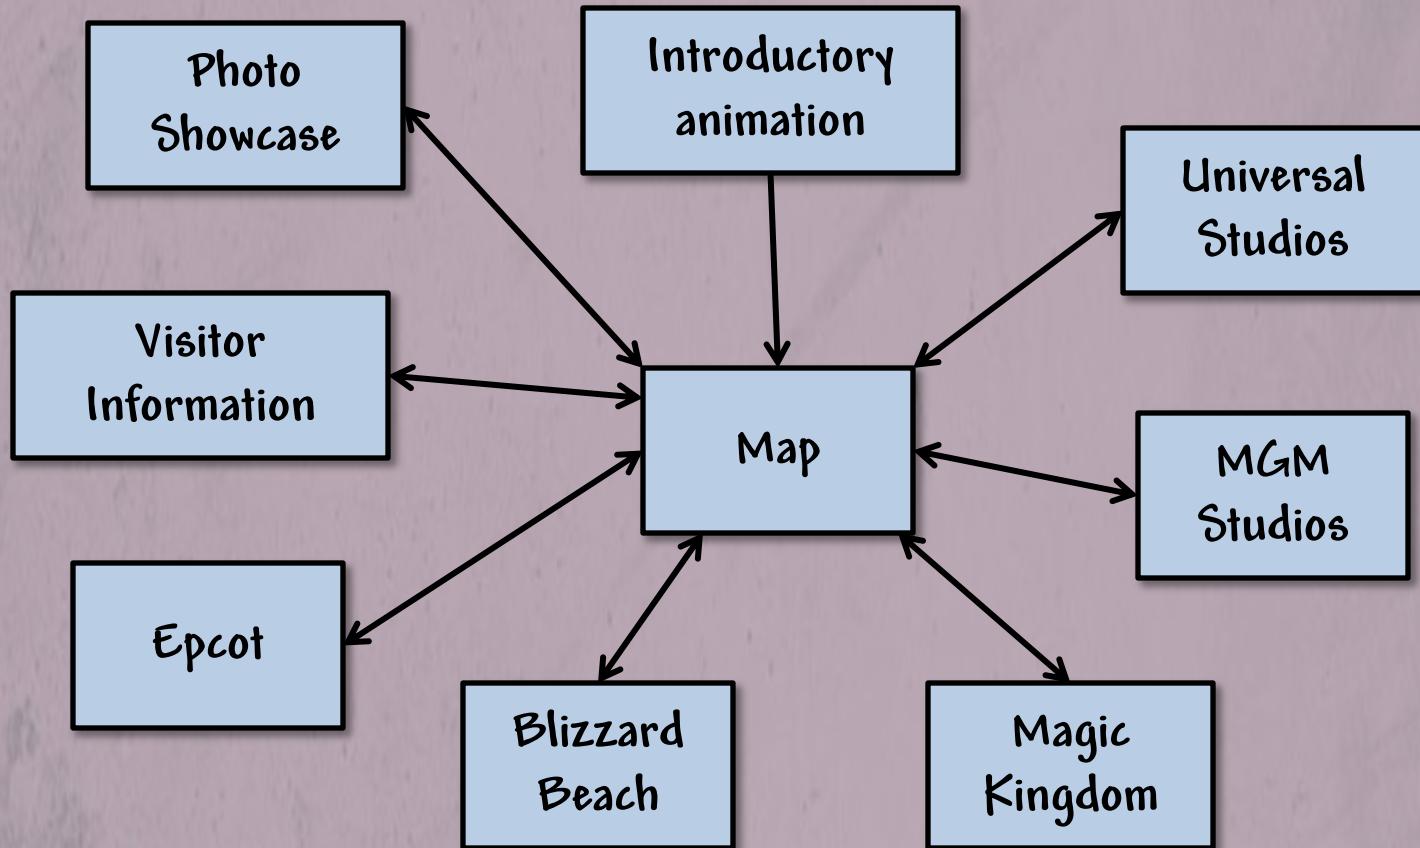 Photo
Showcase
Introductory
animation
Universal
Studios
Visitor
Information
Map
MGM
Studios
Epcot
Blizzard
Beach
Magic
Kingdom